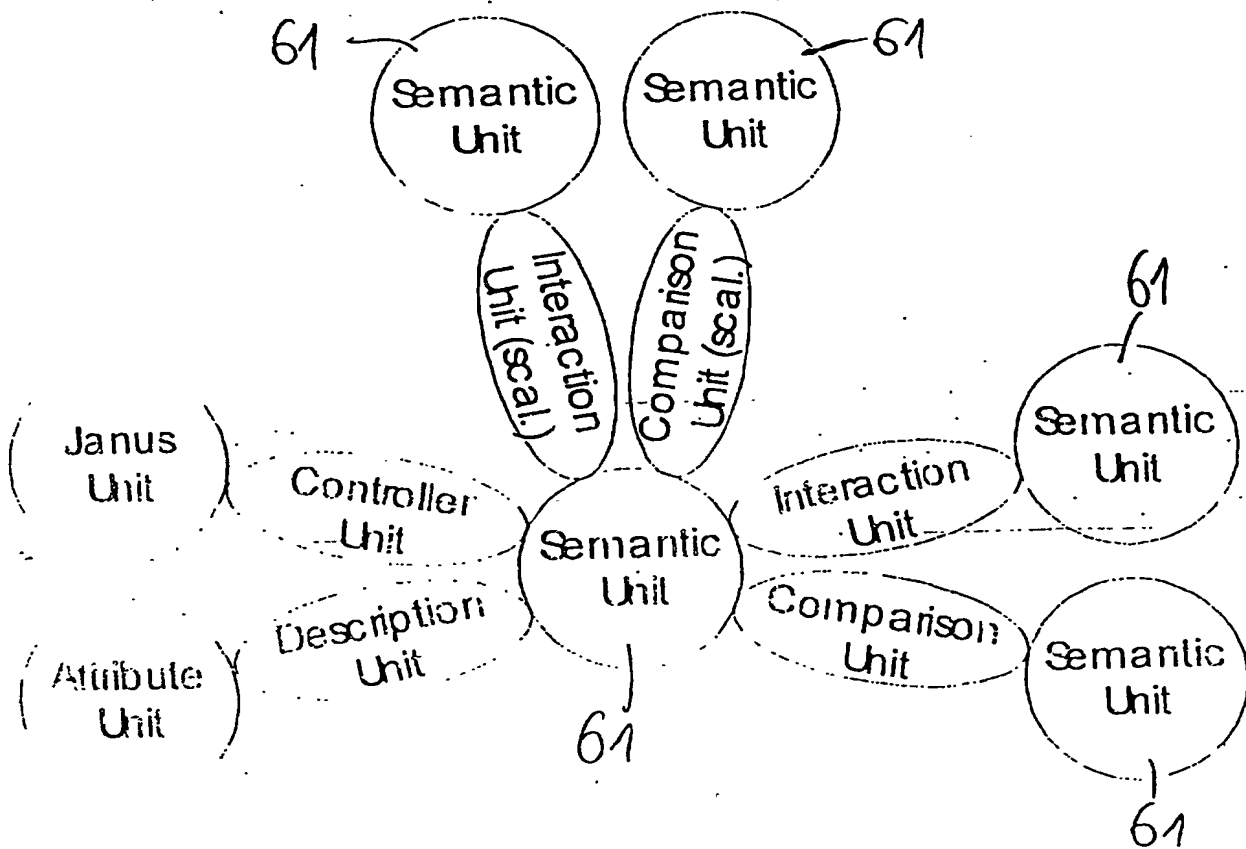 61
61
Semantic
Unit
Semantic
Unit
Interaction
Unit (scal.)
Comparison
Unit (scal.)
61
Semantic
Unit
Janus
Unit
Controller
Unit
Interaction
Unit
Semantic
Unit
Description
Unit
Comparison
Unit
Attribute
Unit
Semantic
Unit
61
61